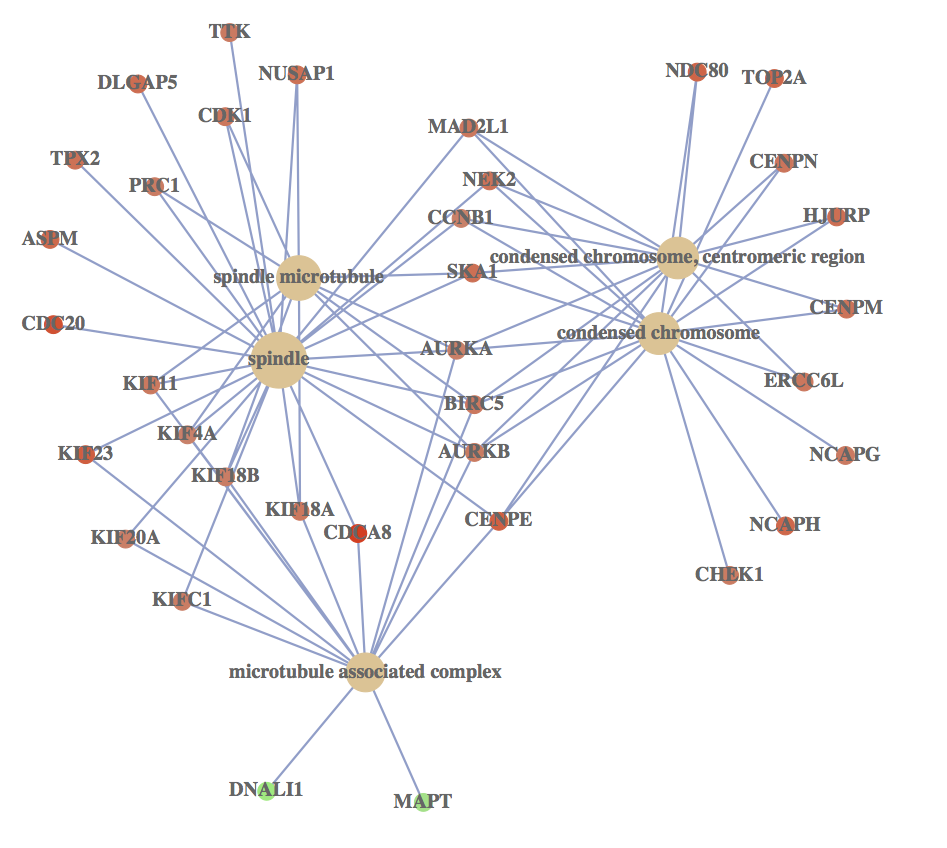 TTK
NUSAP1
NDC80
TOP2A
DLGAP5
CDK1
MAD2L1
TPX2
CENPN
NEK2
PRC1
CCNB1
HJURP
ASPM
condensed chromosome, centromeric region
SKA1
spindle microtubule
CENPM
CDC20
condensed chromosome
AURKA
spindle
ERCC6L
KIF11
BIRC5
KIF4A
AURKB
KIF23
NCAPG
KIF18B
KIF18A
CENPE
NCAPH
CDCA8
KIF20A
CHEK1
KIFC1
microtubule associated complex
DNALI1
MAPT